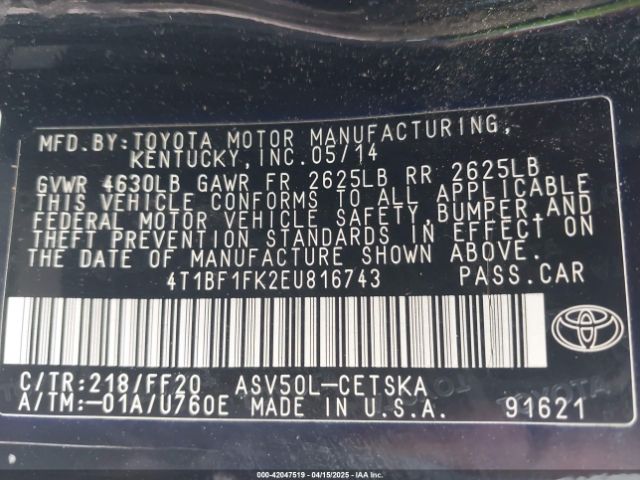 MFD.BY:TOYOTA MOTOR MANUFACTURING,
KENTUCKY,INC.05/14
GVWR 4630LB GAWR FR 2625LB RR 2625LB
THIS VEHICLE CONFORMS TO ALL APPLICABLE
FEDERAL MOTOR VEHICLE SAFETY,BUMPER,AND
THEFT PREVENTION STANDARDS IN EFFECT ON
THE DATE OF MANUFACTURE SHOWN ABOVE.
4T1BF1FK2EU816743 PASS.CAR
C/TR:218/FF20 ASV50L-CETSKA
A/TM:-01A/U760E MADE IN U.S.A. 91621
000-42047519 - 04/15/2025 - IAAI, Inc.